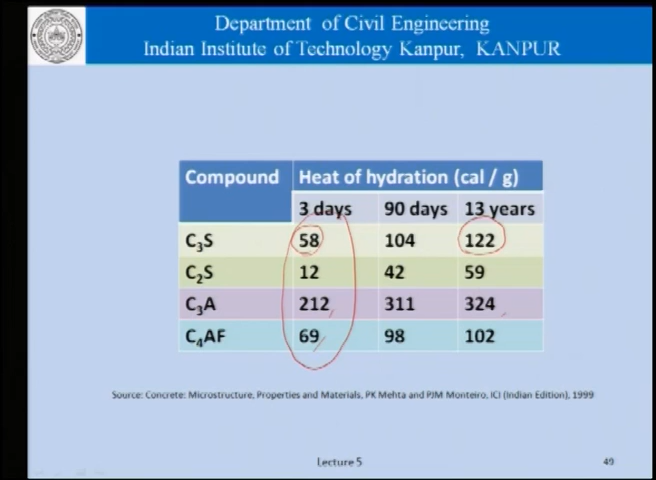 Department of Civil Engineering
Indian Institute of Technology Kanpur, KANPUR
Compound Heat of hydration (cal / g)
3 days 90 days 13 years
C₃S 58 104 122
C₂S 12 42 59
C₃A 212 311 324
C₄AF 69 98 102
Source: Concrete: Microstructure, Properties and Materials, PK Mehta and PJM Monteiro, ICI (Indian Edition), 1999
Lecture 5 49